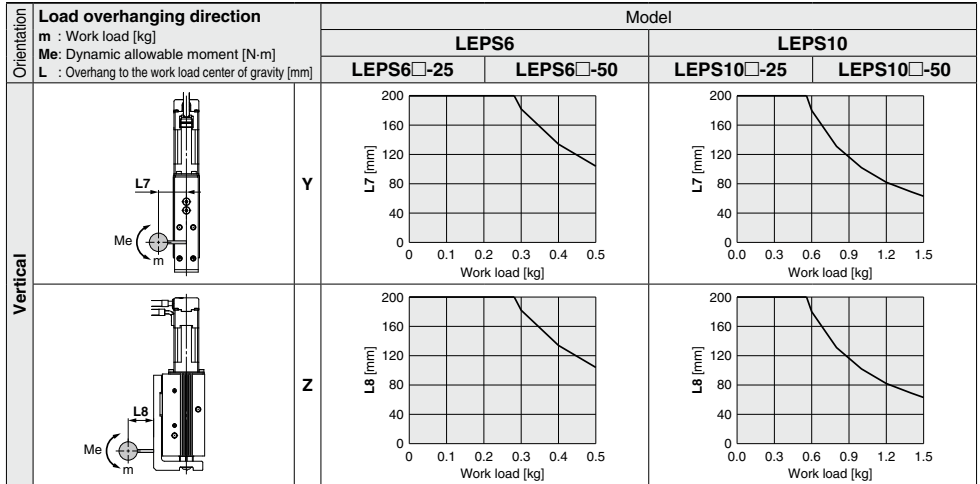 Orientation
Load overhanging direction
m : Work load [kg]
Me: Dynamic allowable moment [N·m]
L : Overhang to the work load center of gravity [mm]
Model
LEPS6
LEPS10
LEPS6□-25
LEPS6□-50
LEPS10□-25
LEPS10□-50
Vertical
L7
Me
m
Y
L7 [mm]
200
160
120
80
40
0
0 0.1 0.2 0.3 0.4 0.5
Work load [kg]
L7 [mm]
200
160
120
80
40
0
0.0 0.3 0.6 0.9 1.2 1.5
Work load [kg]
L8
Me
m
Z
L8 [mm]
200
160
120
80
40
0
0 0.1 0.2 0.3 0.4 0.5
Work load [kg]
L8 [mm]
200
160
120
80
40
0
0.0 0.3 0.6 0.9 1.2 1.5
Work load [kg]